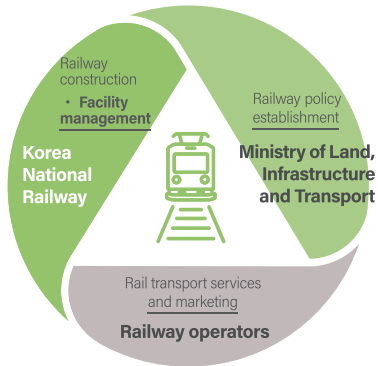 Railway
construction
· Facility
management
Korea
National
Railway
Railway policy
establishment
Ministry of Land,
Infrastructure
and Transport
Rail transport services
and marketing
Railway operators